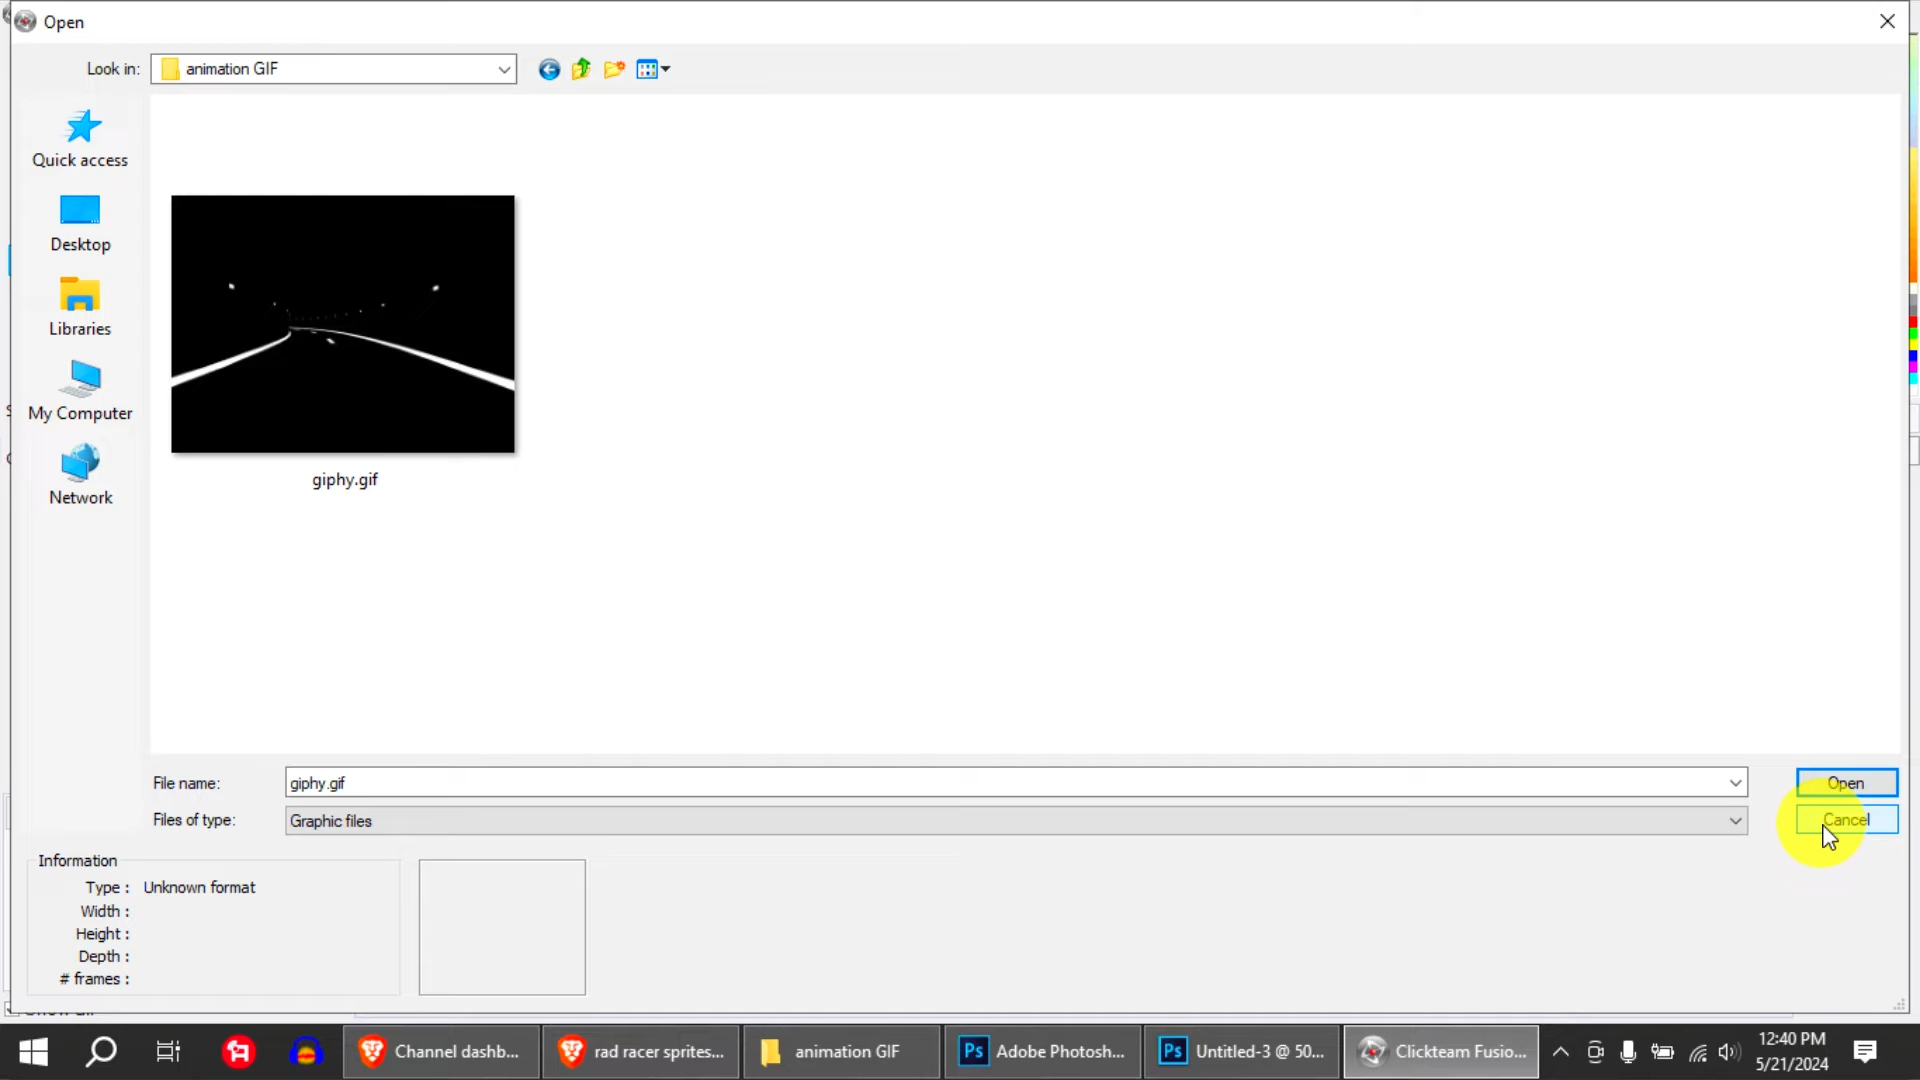 Open
Look in:
animation GIF
Quick access
Desktop
Libraries
My Computer
Network
giphy.gif
File name:
giphy.gif
Open
Files of type:
Graphic files
Cancel
Information
Type : Unknown format
Width :
Height :
Depth :
# frames :
Channel dashb...
rad racer sprites...
animation GIF
Ps
Adobe Photosh...
Ps
Untitled-3 @ 50...
Clickteam Fusio...
12:40 PM
5/21/2024